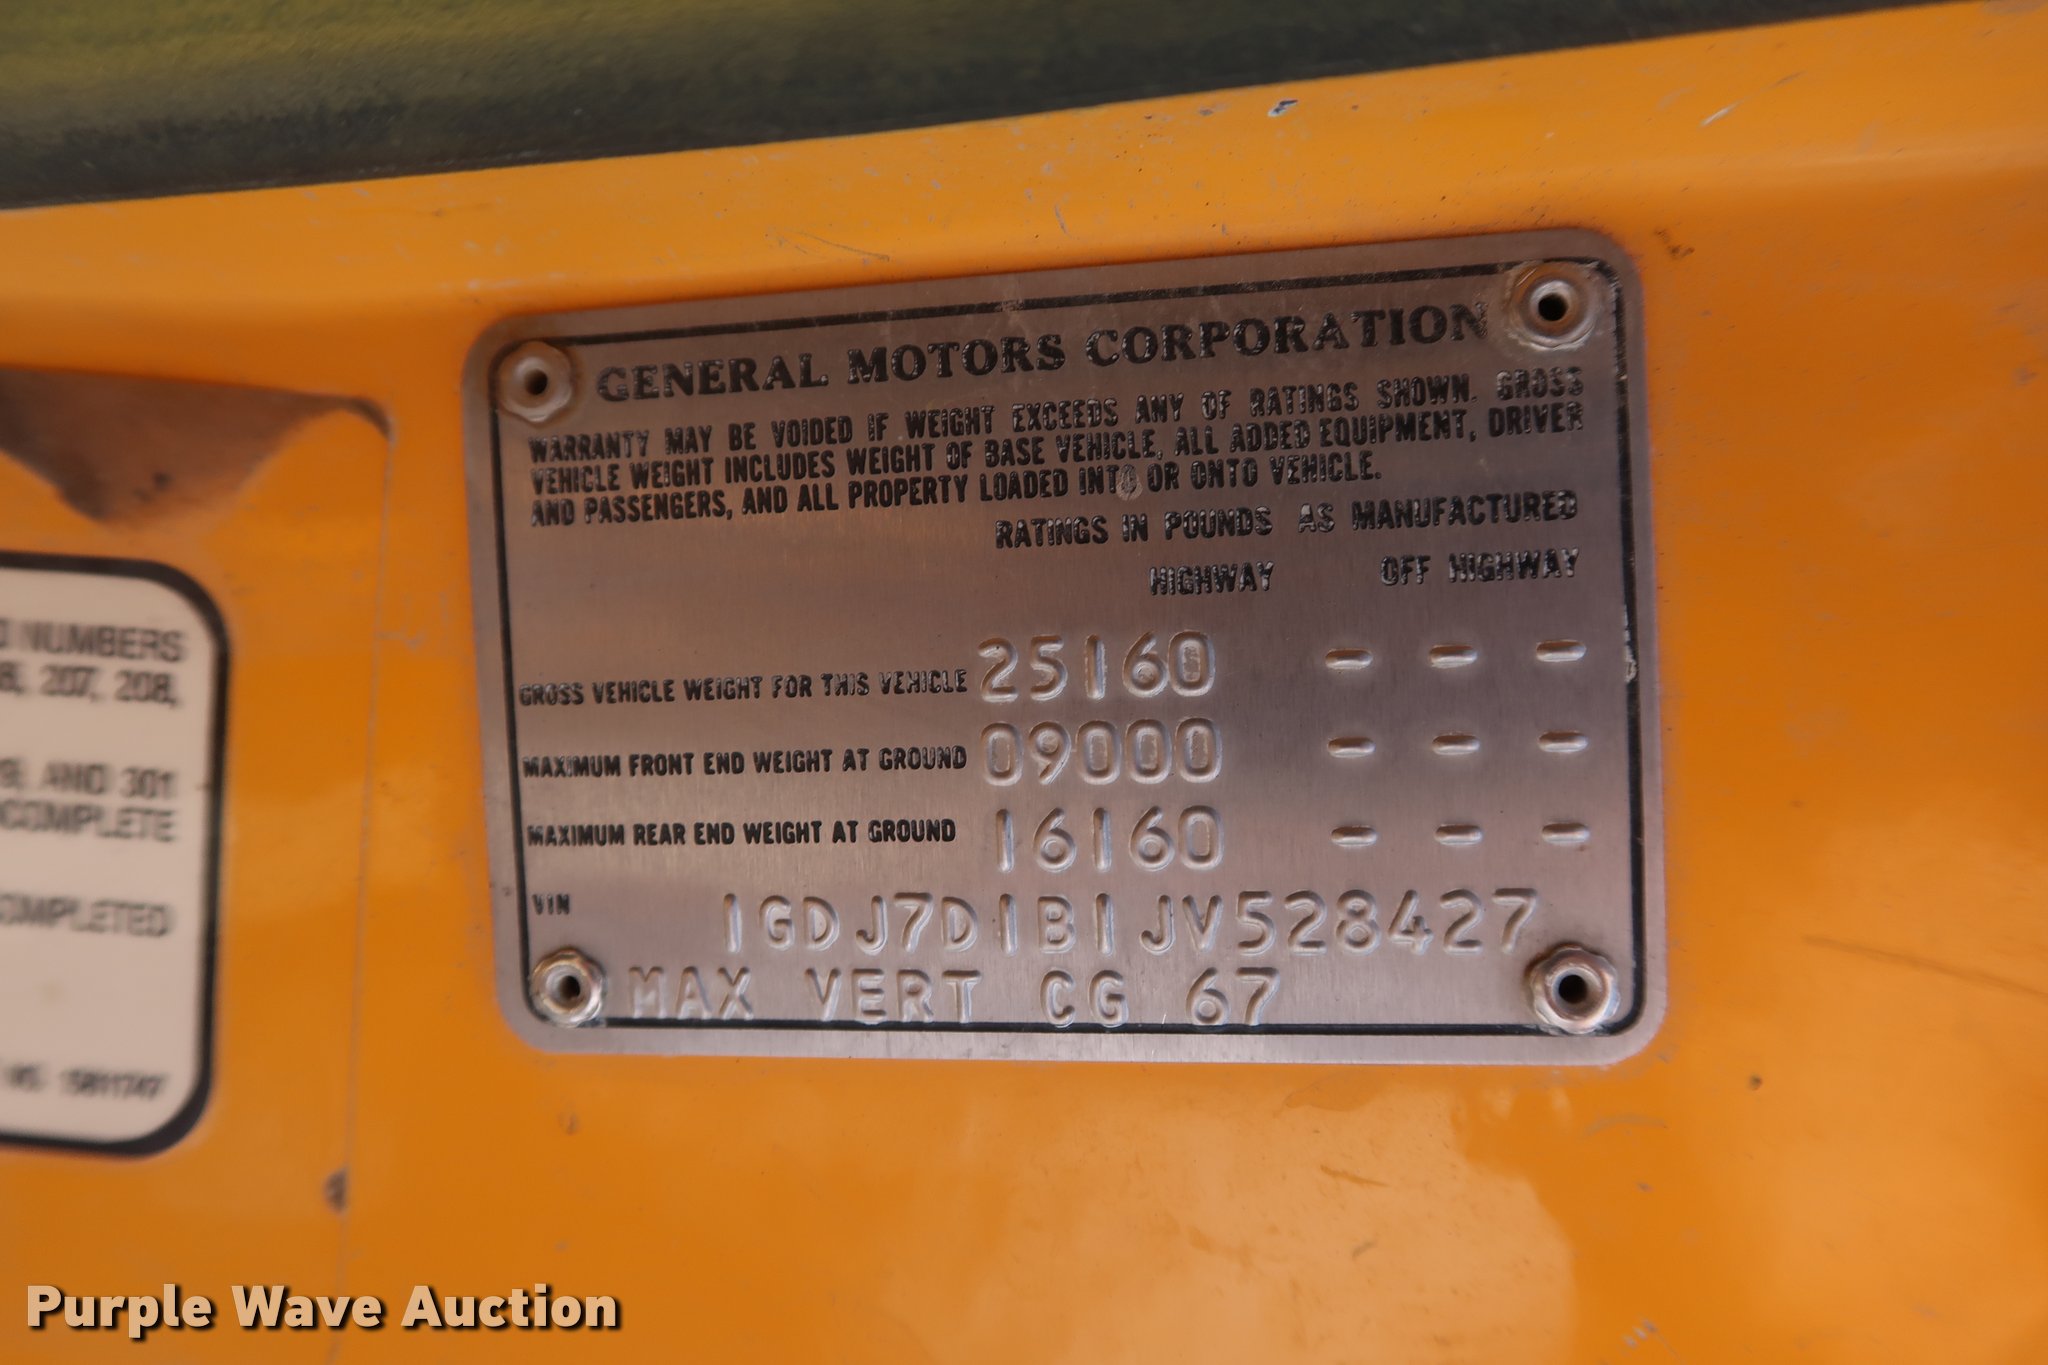 GENERAL MOTORS CORPORATION
WARRANTY MAY BE VOIDED IF WEIGHT EXCEEDS ANY OF RATINGS SHOWN. GROSS
VEHICLE WEIGHT INCLUDES WEIGHT OF BASE VEHICLE, ALL ADDED EQUIPMENT, DRIVER
AND PASSENGERS, AND ALL PROPERTY LOADED INTO OR ONTO VEHICLE.
RATINGS IN POUNDS AS MANUFACTURED
HIGHWAY OFF HIGHWAY
GROSS VEHICLE WEIGHT FOR THIS VEHICLE 25160 - - -
MAXIMUM FRONT END WEIGHT AT GROUND 09000 - - -
MAXIMUM REAR END WEIGHT AT GROUND 16160 - - -
VIN 1GDJ7D1B1JV528427
MAX VERT CG 67
NUMBERS
207, 208,
AND 301
COMPLETED
Purple Wave Auction